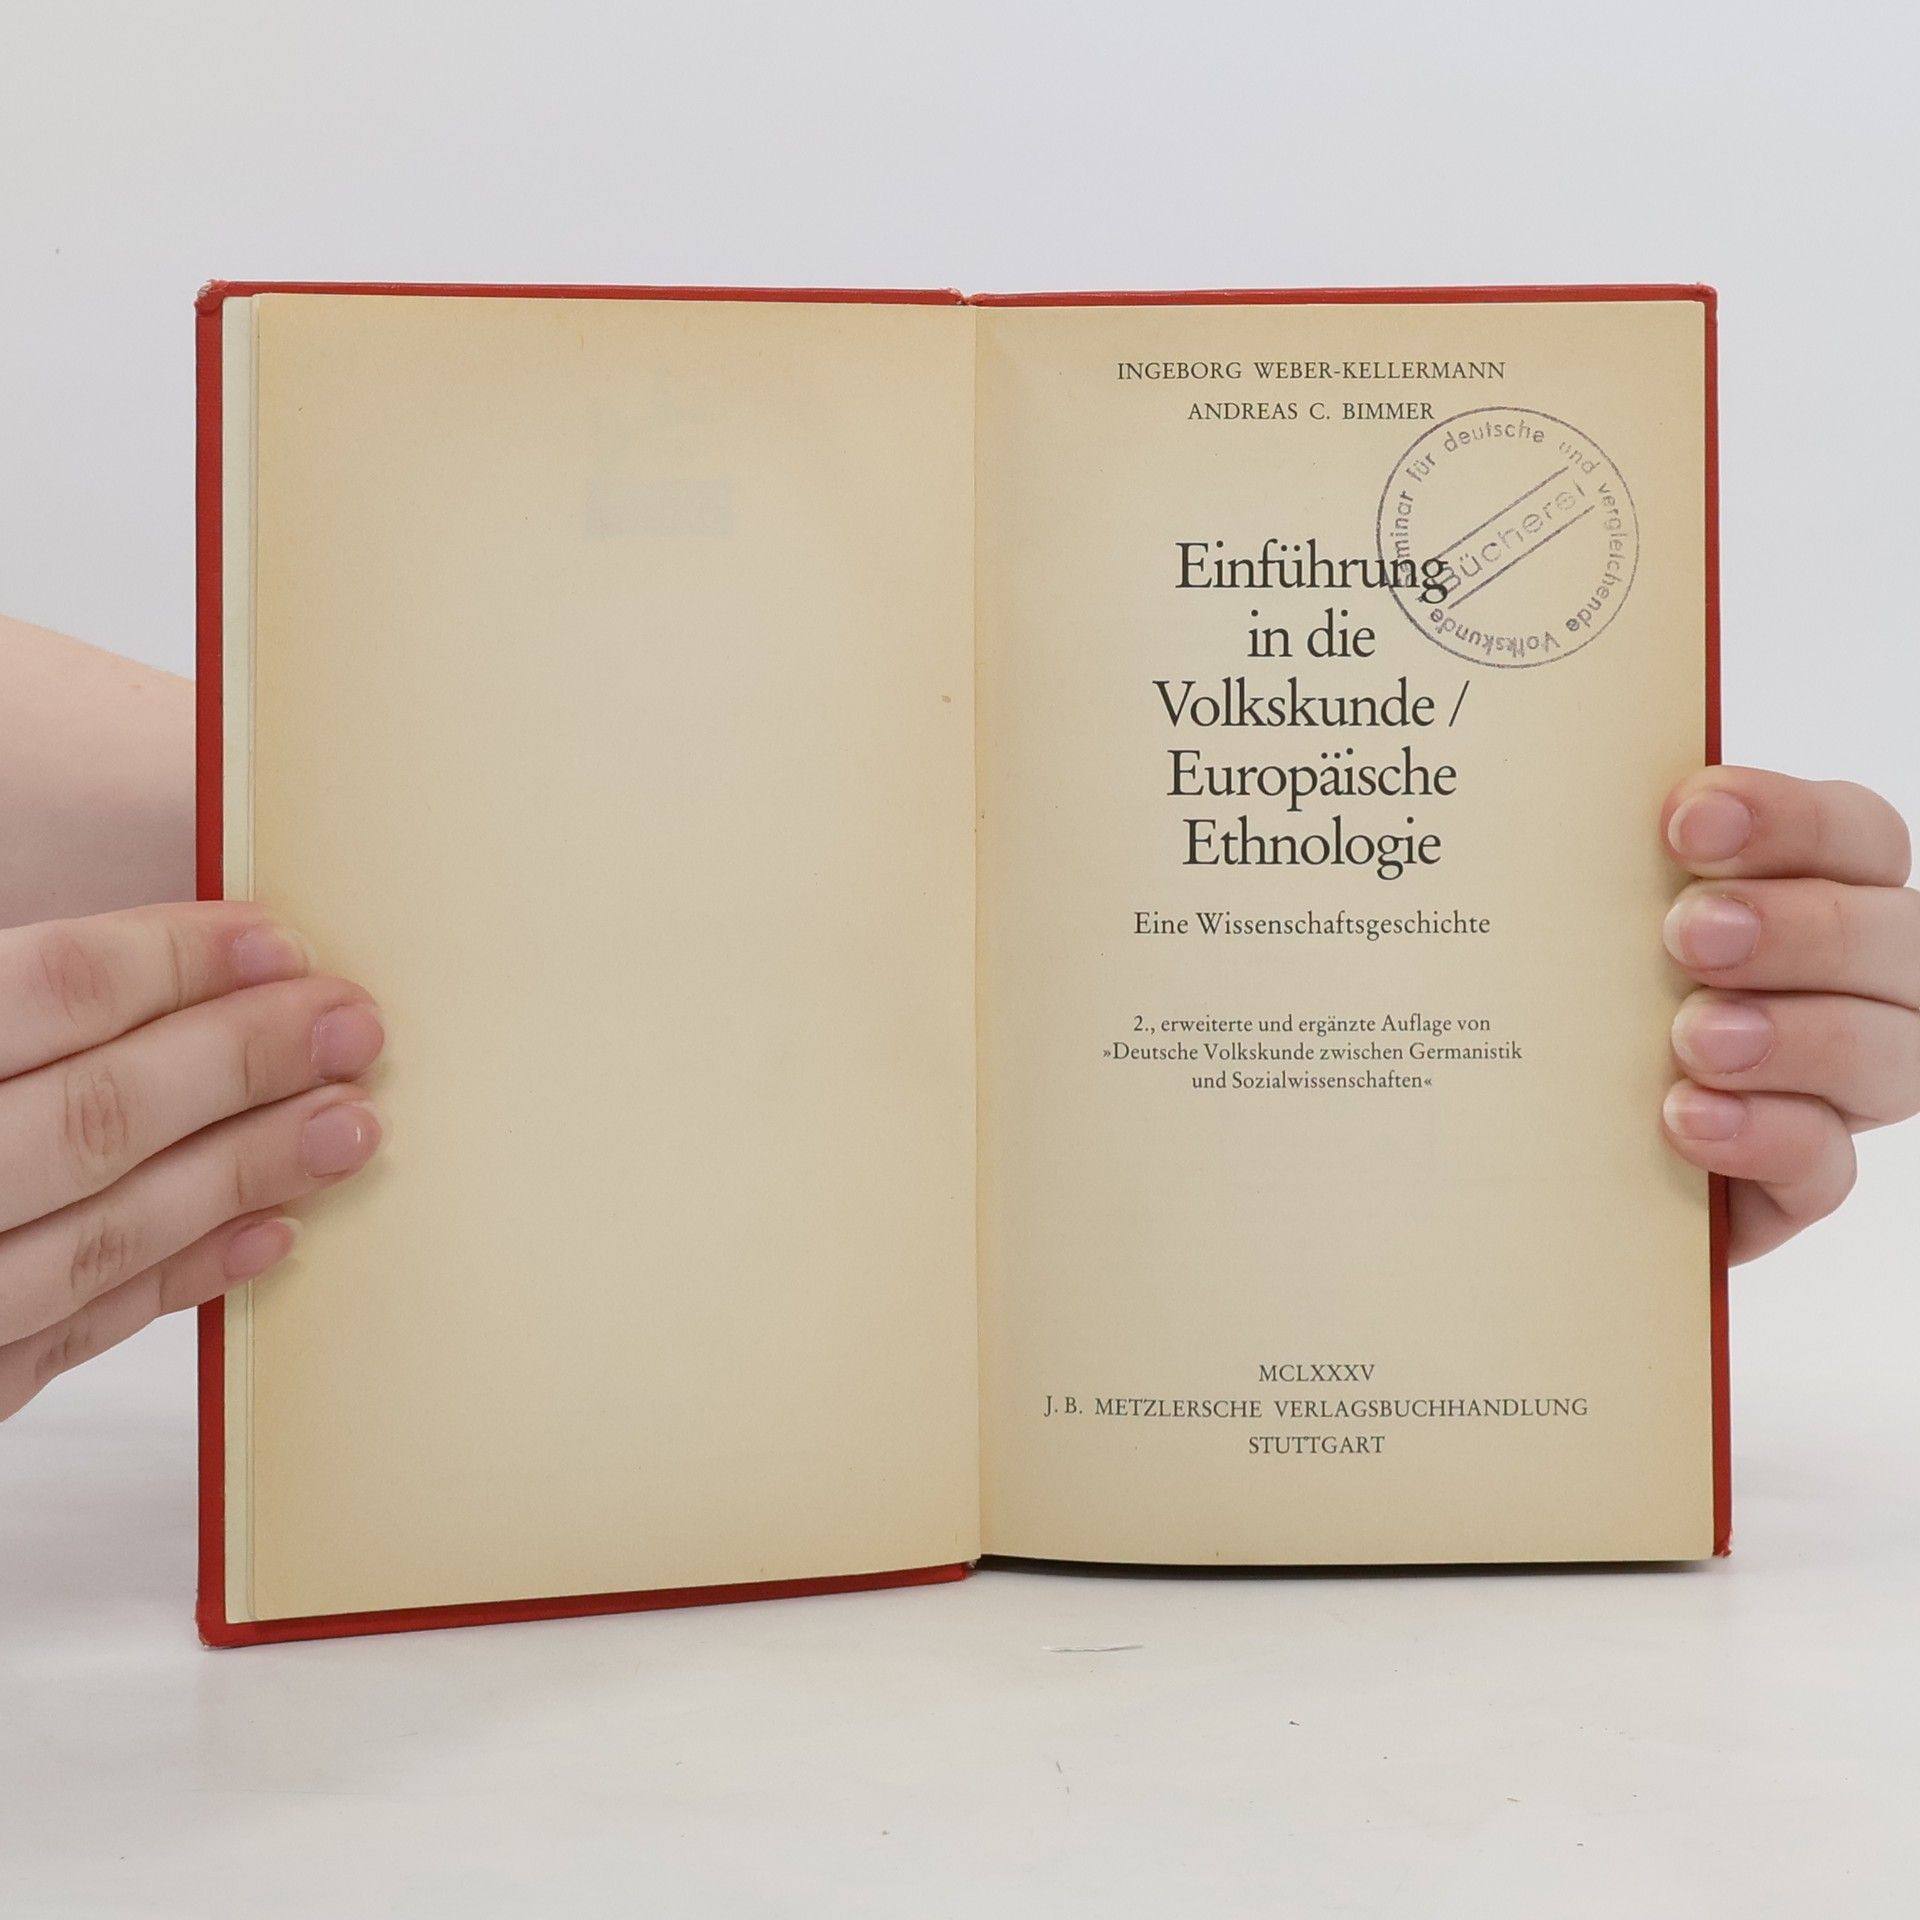 INGEBORG WEBER-KELLERMANN
ANDREAS C. BIMMER
Seminar für deutsche und vergleichende Volkskunde
Bücherei
Einführung
in die
Volkskunde /
Europäische
Ethnologie
Eine Wissenschaftsgeschichte
2., erweiterte und ergänzte Auflage von
»Deutsche Volkskunde zwischen Germanistik
und Sozialwissenschaften«
MCLXXXV
J. B. METZLERSCHE VERLAGSBUCHHANDLUNG
STUTTGART